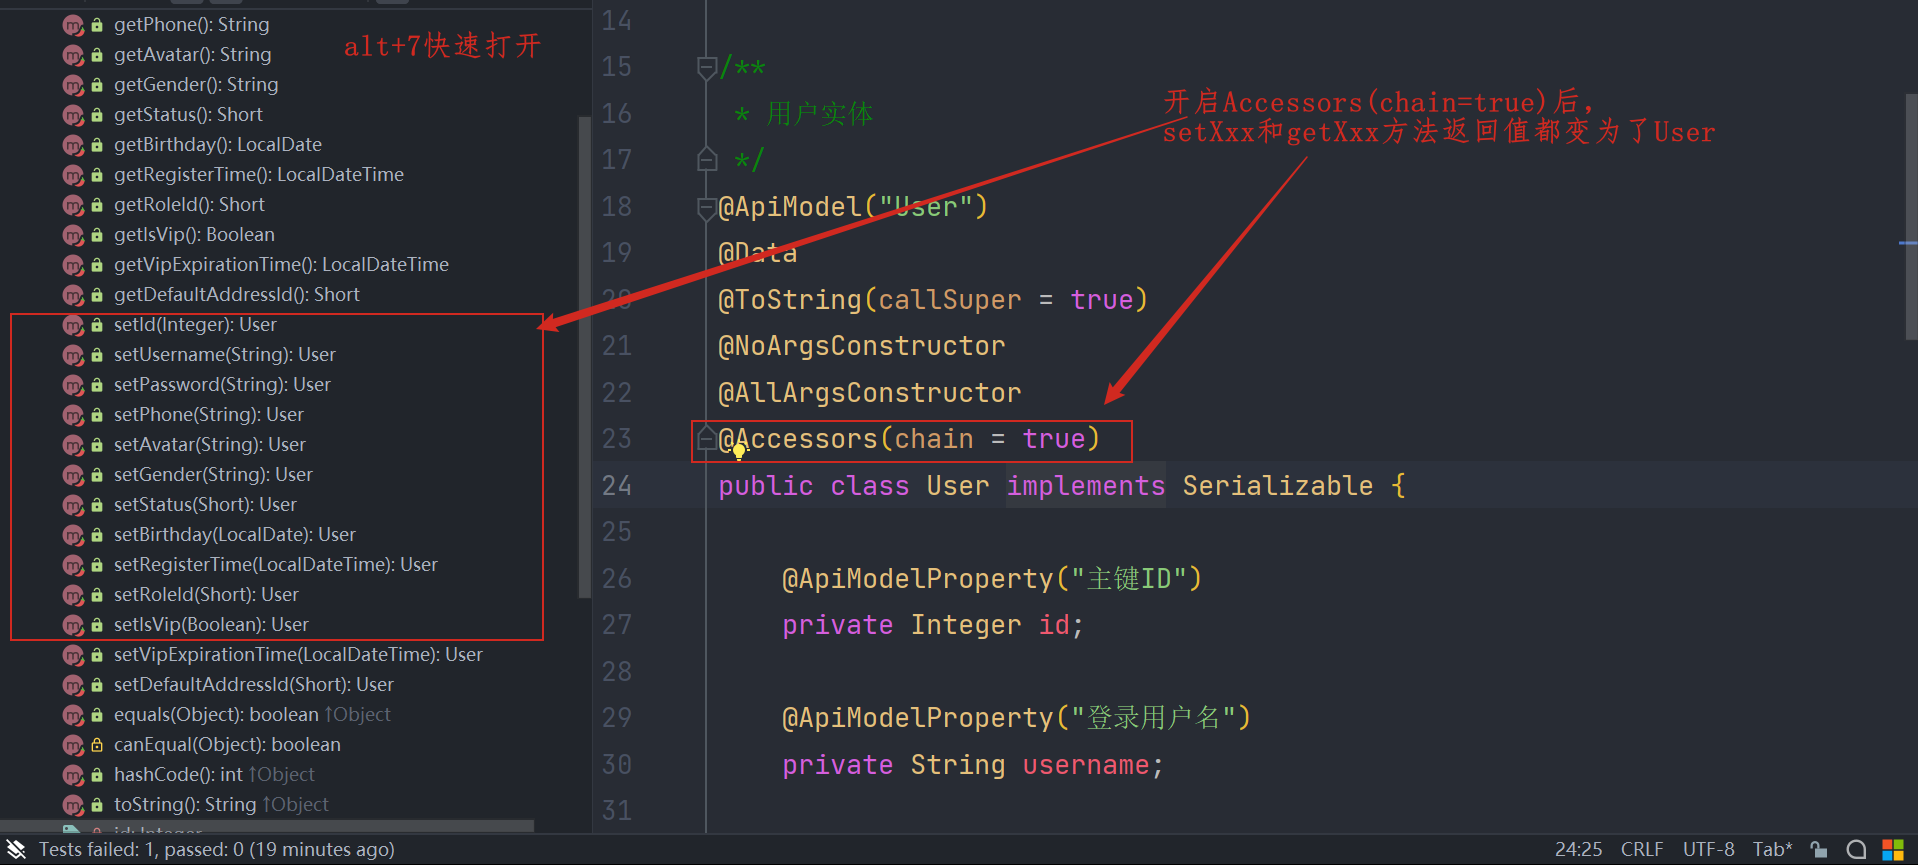 getPhone(): String
getAvatar(): String
getGender(): String
getStatus(): Short
getBirthday(): LocalDate
getRegisterTime(): LocalDateTime
getRoleId(): Short
getIsVip(): Boolean
getVipExpirationTime(): LocalDateTime
getDefaultAddressId(): Short
setId(Integer): User
setUsername(String): User
setPassword(String): User
setPhone(String): User
setAvatar(String): User
setGender(String): User
setStatus(Short): User
setBirthday(LocalDate): User
setRegisterTime(LocalDateTime): User
setRoleId(Short): User
setIsVip(Boolean): User
setVipExpirationTime(LocalDateTime): User
setDefaultAddressId(Short): User
equals(Object): boolean ↑Object
canEqual(Object): boolean
hashCode(): int ↑Object
toString(): String ↑Object
id: Integer
alt+7快速打开
14
15 /**
16 * 用户实体
17 */
18 @ApiModel("User")
19 @Data
20 @ToString(callSuper = true)
21 @NoArgsConstructor
22 @AllArgsConstructor
23 @Accessors(chain = true)
24 public class User implements Serializable {
25
26 @ApiModelProperty("主键ID")
27 private Integer id;
28
29 @ApiModelProperty("登录用户名")
30 private String username;
31
开启Accessors(chain=true)后，
setXxx和getXxx方法返回值都变为了User
Tests failed: 1, passed: 0 (19 minutes ago)
24:25 CRLF UTF-8 Tab*